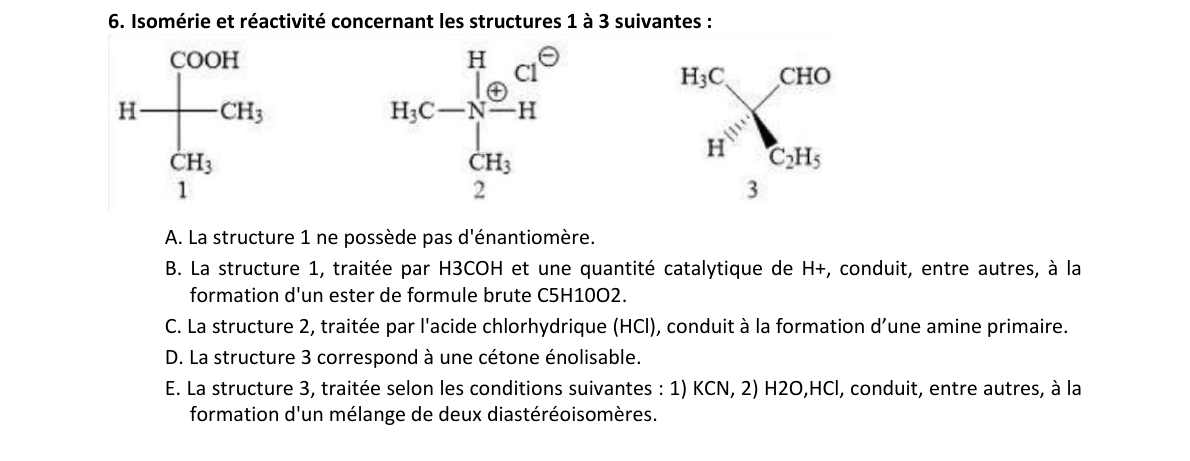 6. Isomérie et réactivité concernant les structures 1 à 3 suivantes :
COOH
H
CH3
CH3
1
H
Cl⊖
⊕
H3C—N—H
CH3
2
H3C
CHO
H
C2H5
3
A. La structure 1 ne possède pas d'énantiomère.
B. La structure 1, traitée par H3COH et une quantité catalytique de H+, conduit, entre autres, à la
formation d'un ester de formule brute C5H10O2.
C. La structure 2, traitée par l'acide chlorhydrique (HCl), conduit à la formation d’une amine primaire.
D. La structure 3 correspond à une cétone énolisable.
E. La structure 3, traitée selon les conditions suivantes : 1) KCN, 2) H2O,HCl, conduit, entre autres, à la
formation d'un mélange de deux diastéréoisomères.